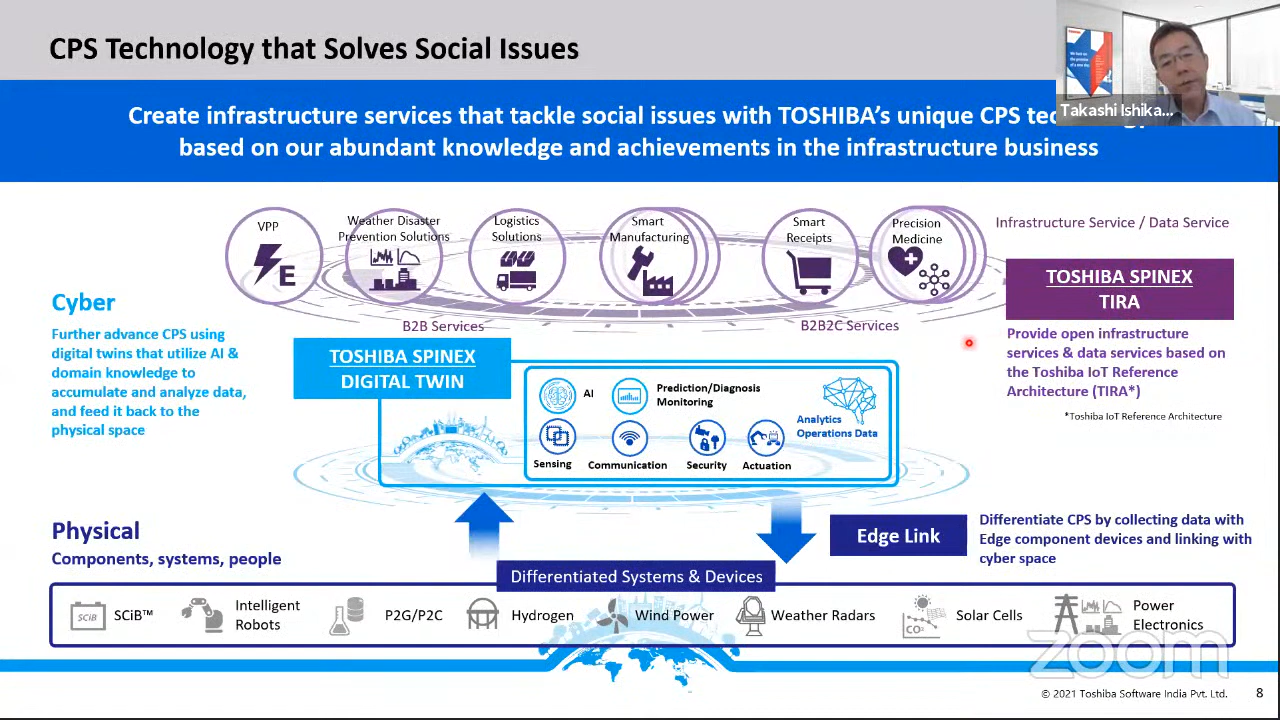 CPS Technology that Solves Social Issues
Takashi Ishika...
Create infrastructure services that tackle social issues with TOSHIBA's unique CPS
based on our abundant knowledge and achievements in the infrastructure business
VPP
E
Weather Disaster
Prevention Solutions
Logistics
Solutions
Smart
Manufacturing
Smart
Receipts
Precision
Medicine
Infrastructure Service / Data Service
TOSHIBA SPINEX
TIRA
Provide open infrastructure
services & data services based on
the Toshiba IoT Reference
Architecture (TIRA*)
*Toshiba IoT Reference Architecture
B2B Services
B2B2C Services
Cyber
Further advance CPS using
digital twins that utilize AI &
domain knowledge to
accumulate and analyze data,
and feed it back to the
physical space
TOSHIBA SPINEX
DIGITAL TWIN
AI
Prediction/Diagnosis
Monitoring
Analytics
Operations Data
Sensing
Communication
Security
Actuation
Physical
Components, systems, people
Edge Link
Differentiate CPS by collecting data with
Edge component devices and linking with
cyber space
Differentiated Systems & Devices
SCiB
SCiB™
Intelligent
Robots
P2G/P2C
Hydrogen
Wind Power
Weather Radars
CO₂
Solar Cells
Power
Electronics
zoom
© 2021 Toshiba Software India Pvt. Ltd.
8